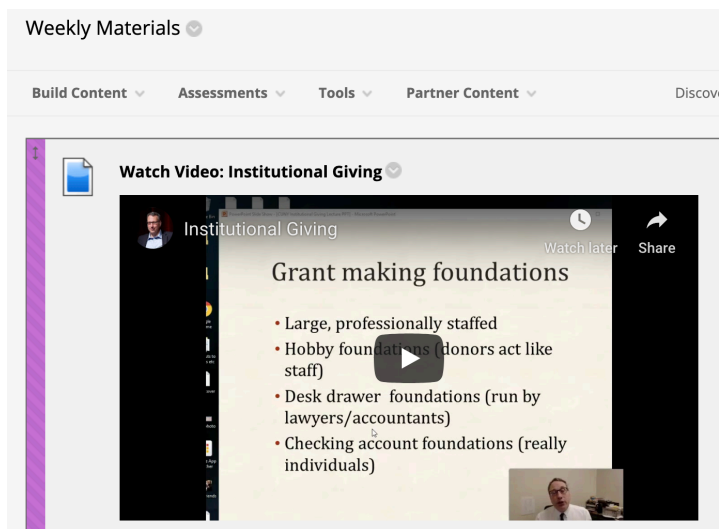 Weekly Materials
Build Content Assessments Tools Partner Content Discove
Watch Video: Institutional Giving
Institutional Giving
Watch later Share
Grant making foundations
• Large, professionally staffed
• Hobby foundations (donors act like
staff)
• Desk drawer foundations (run by
lawyers/accountants)
• Checking account foundations (really
individuals)